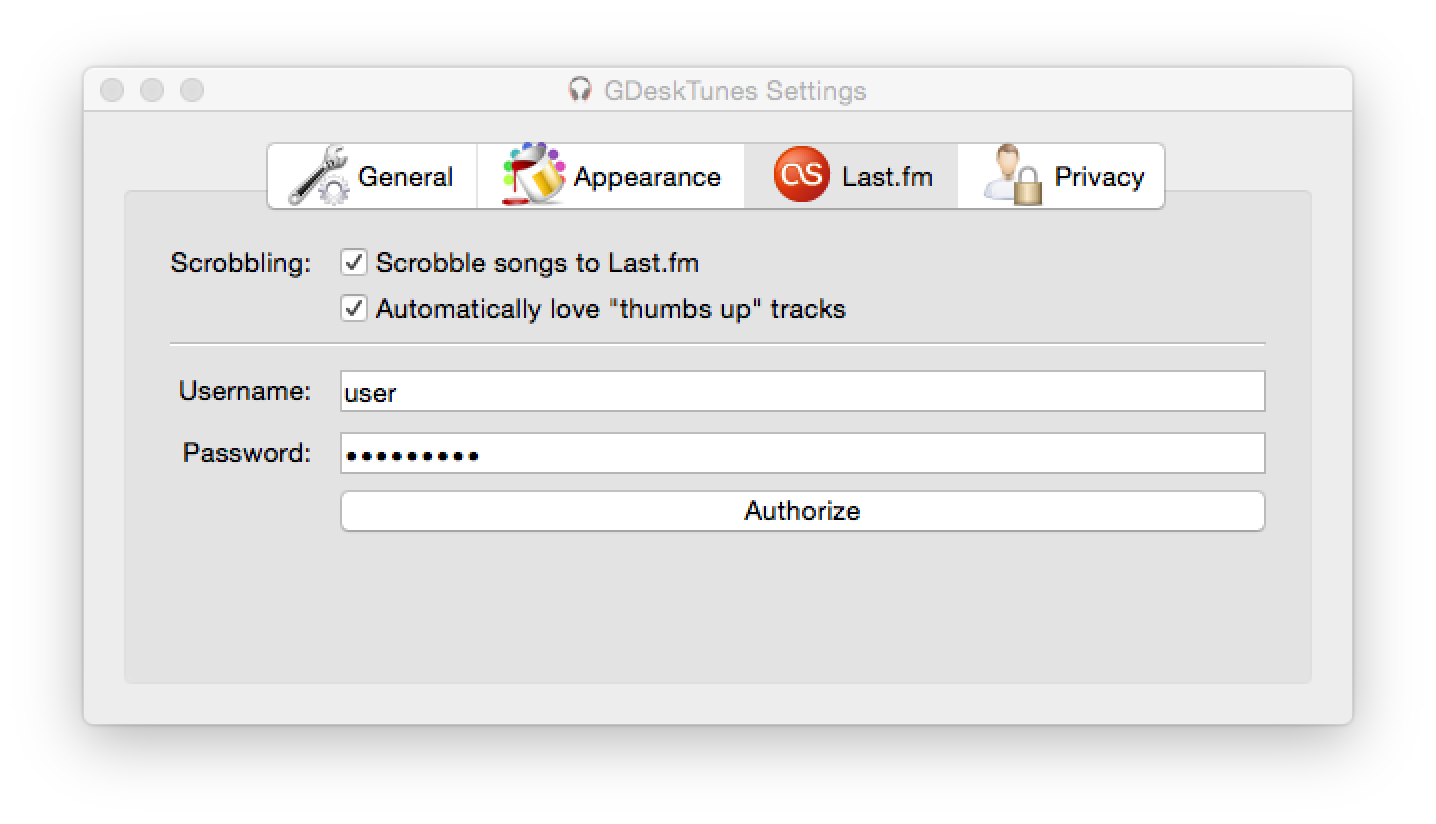 GDeskTunes Settings
General Appearance Last.fm Privacy
Scrobbling: Scrobble songs to Last.fm
Automatically love "thumbs up" tracks
Username: user
Password: •••••••••
Authorize